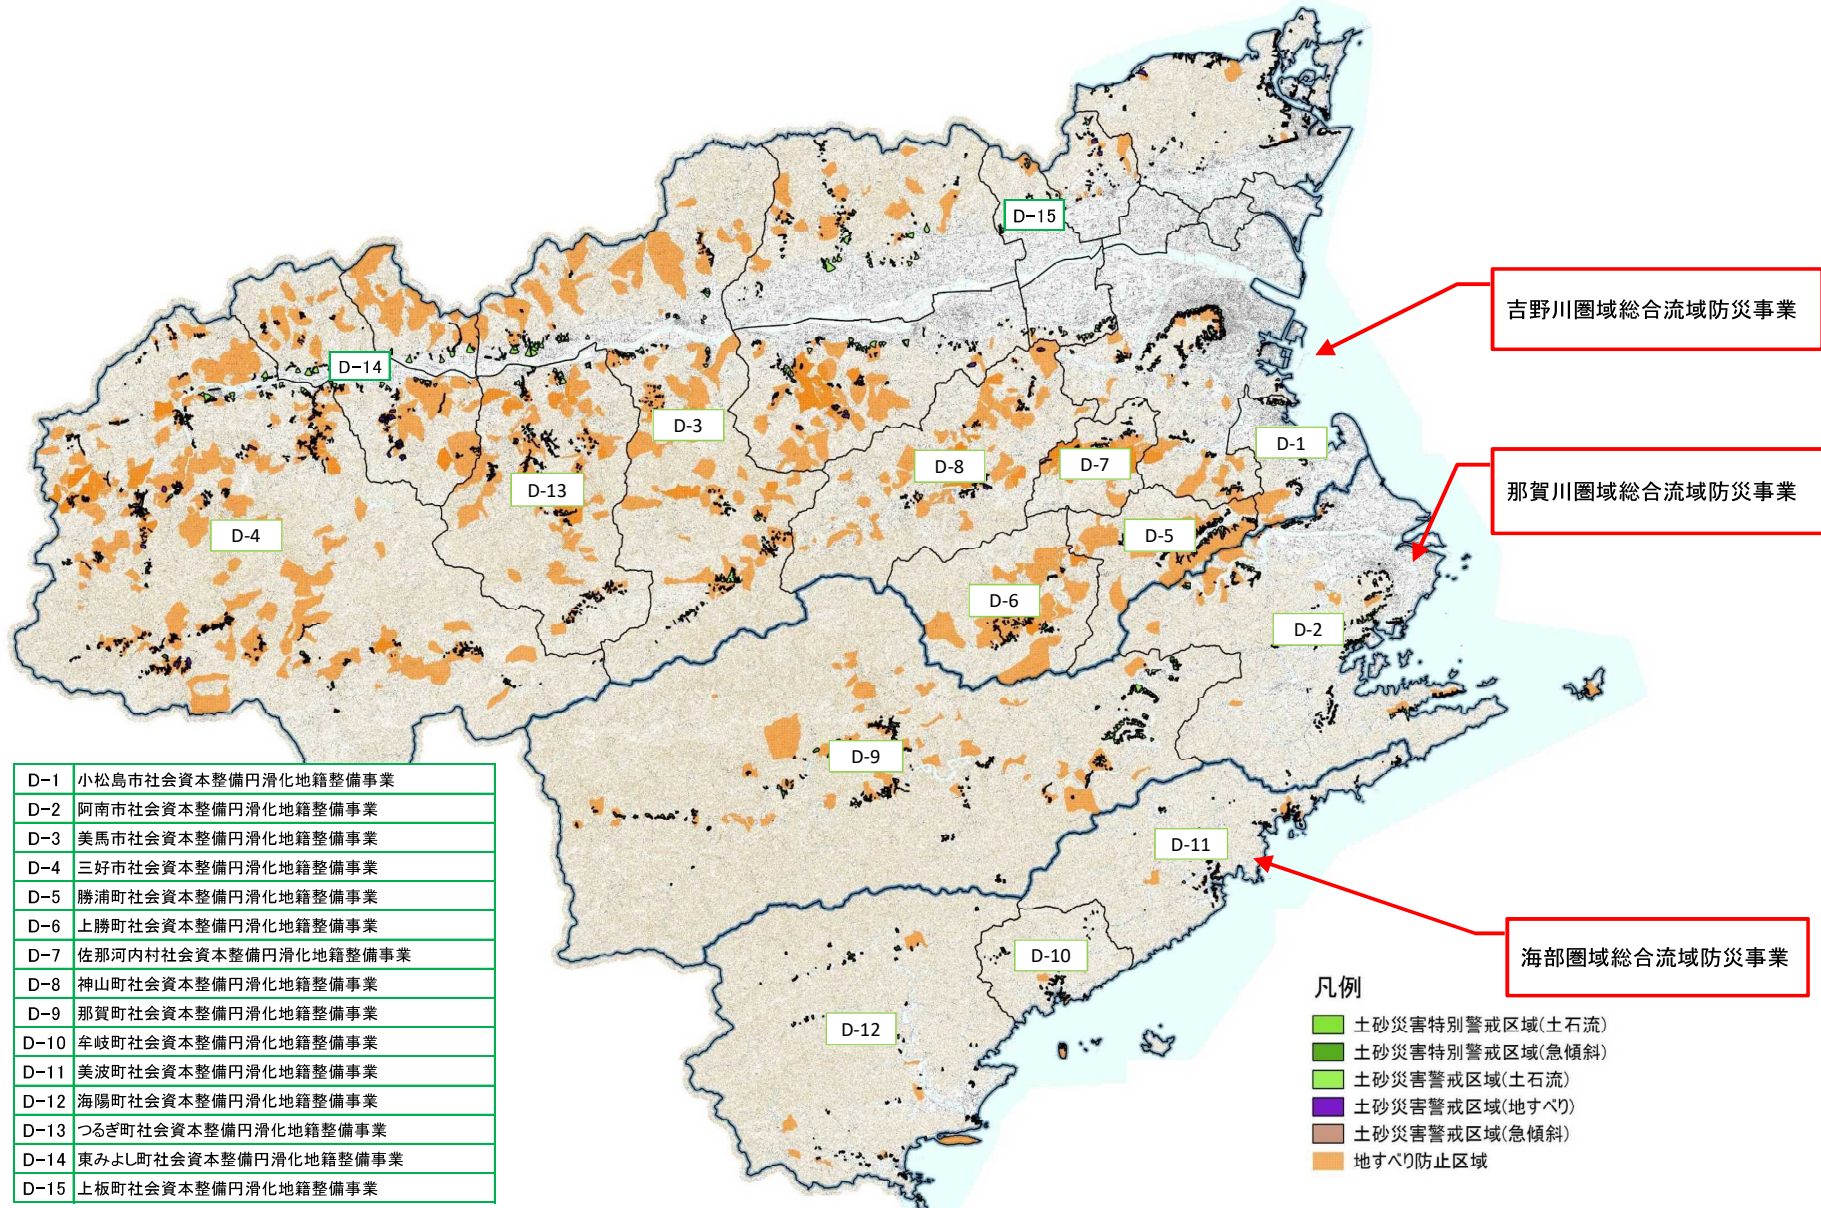 D-15
吉野川圏域総合流域防災事業
D-14
D-3
D-1
D-8
D-7
D-13
那賀川圏域総合流域防災事業
D-4
D-5
D-6
D-2
D-9
D-11
D-10
海部圏域総合流域防災事業
D-12
D-1 小松島市社会資本整備円滑化地籍整備事業
D-2 阿南市社会資本整備円滑化地籍整備事業
D-3 美馬市社会資本整備円滑化地籍整備事業
D-4 三好市社会資本整備円滑化地籍整備事業
D-5 勝浦町社会資本整備円滑化地籍整備事業
D-6 上勝町社会資本整備円滑化地籍整備事業
D-7 佐那河内村社会資本整備円滑化地籍整備事業
D-8 神山町社会資本整備円滑化地籍整備事業
D-9 那賀町社会資本整備円滑化地籍整備事業
D-10 牟岐町社会資本整備円滑化地籍整備事業
D-11 美波町社会資本整備円滑化地籍整備事業
D-12 海陽町社会資本整備円滑化地籍整備事業
D-13 つるぎ町社会資本整備円滑化地籍整備事業
D-14 東みよし町社会資本整備円滑化地籍整備事業
D-15 上板町社会資本整備円滑化地籍整備事業
凡例
土砂災害特別警戒区域(土石流)
土砂災害特別警戒区域(急傾斜)
土砂災害警戒区域(土石流)
土砂災害警戒区域(地すべり)
土砂災害警戒区域(急傾斜)
地すべり防止区域